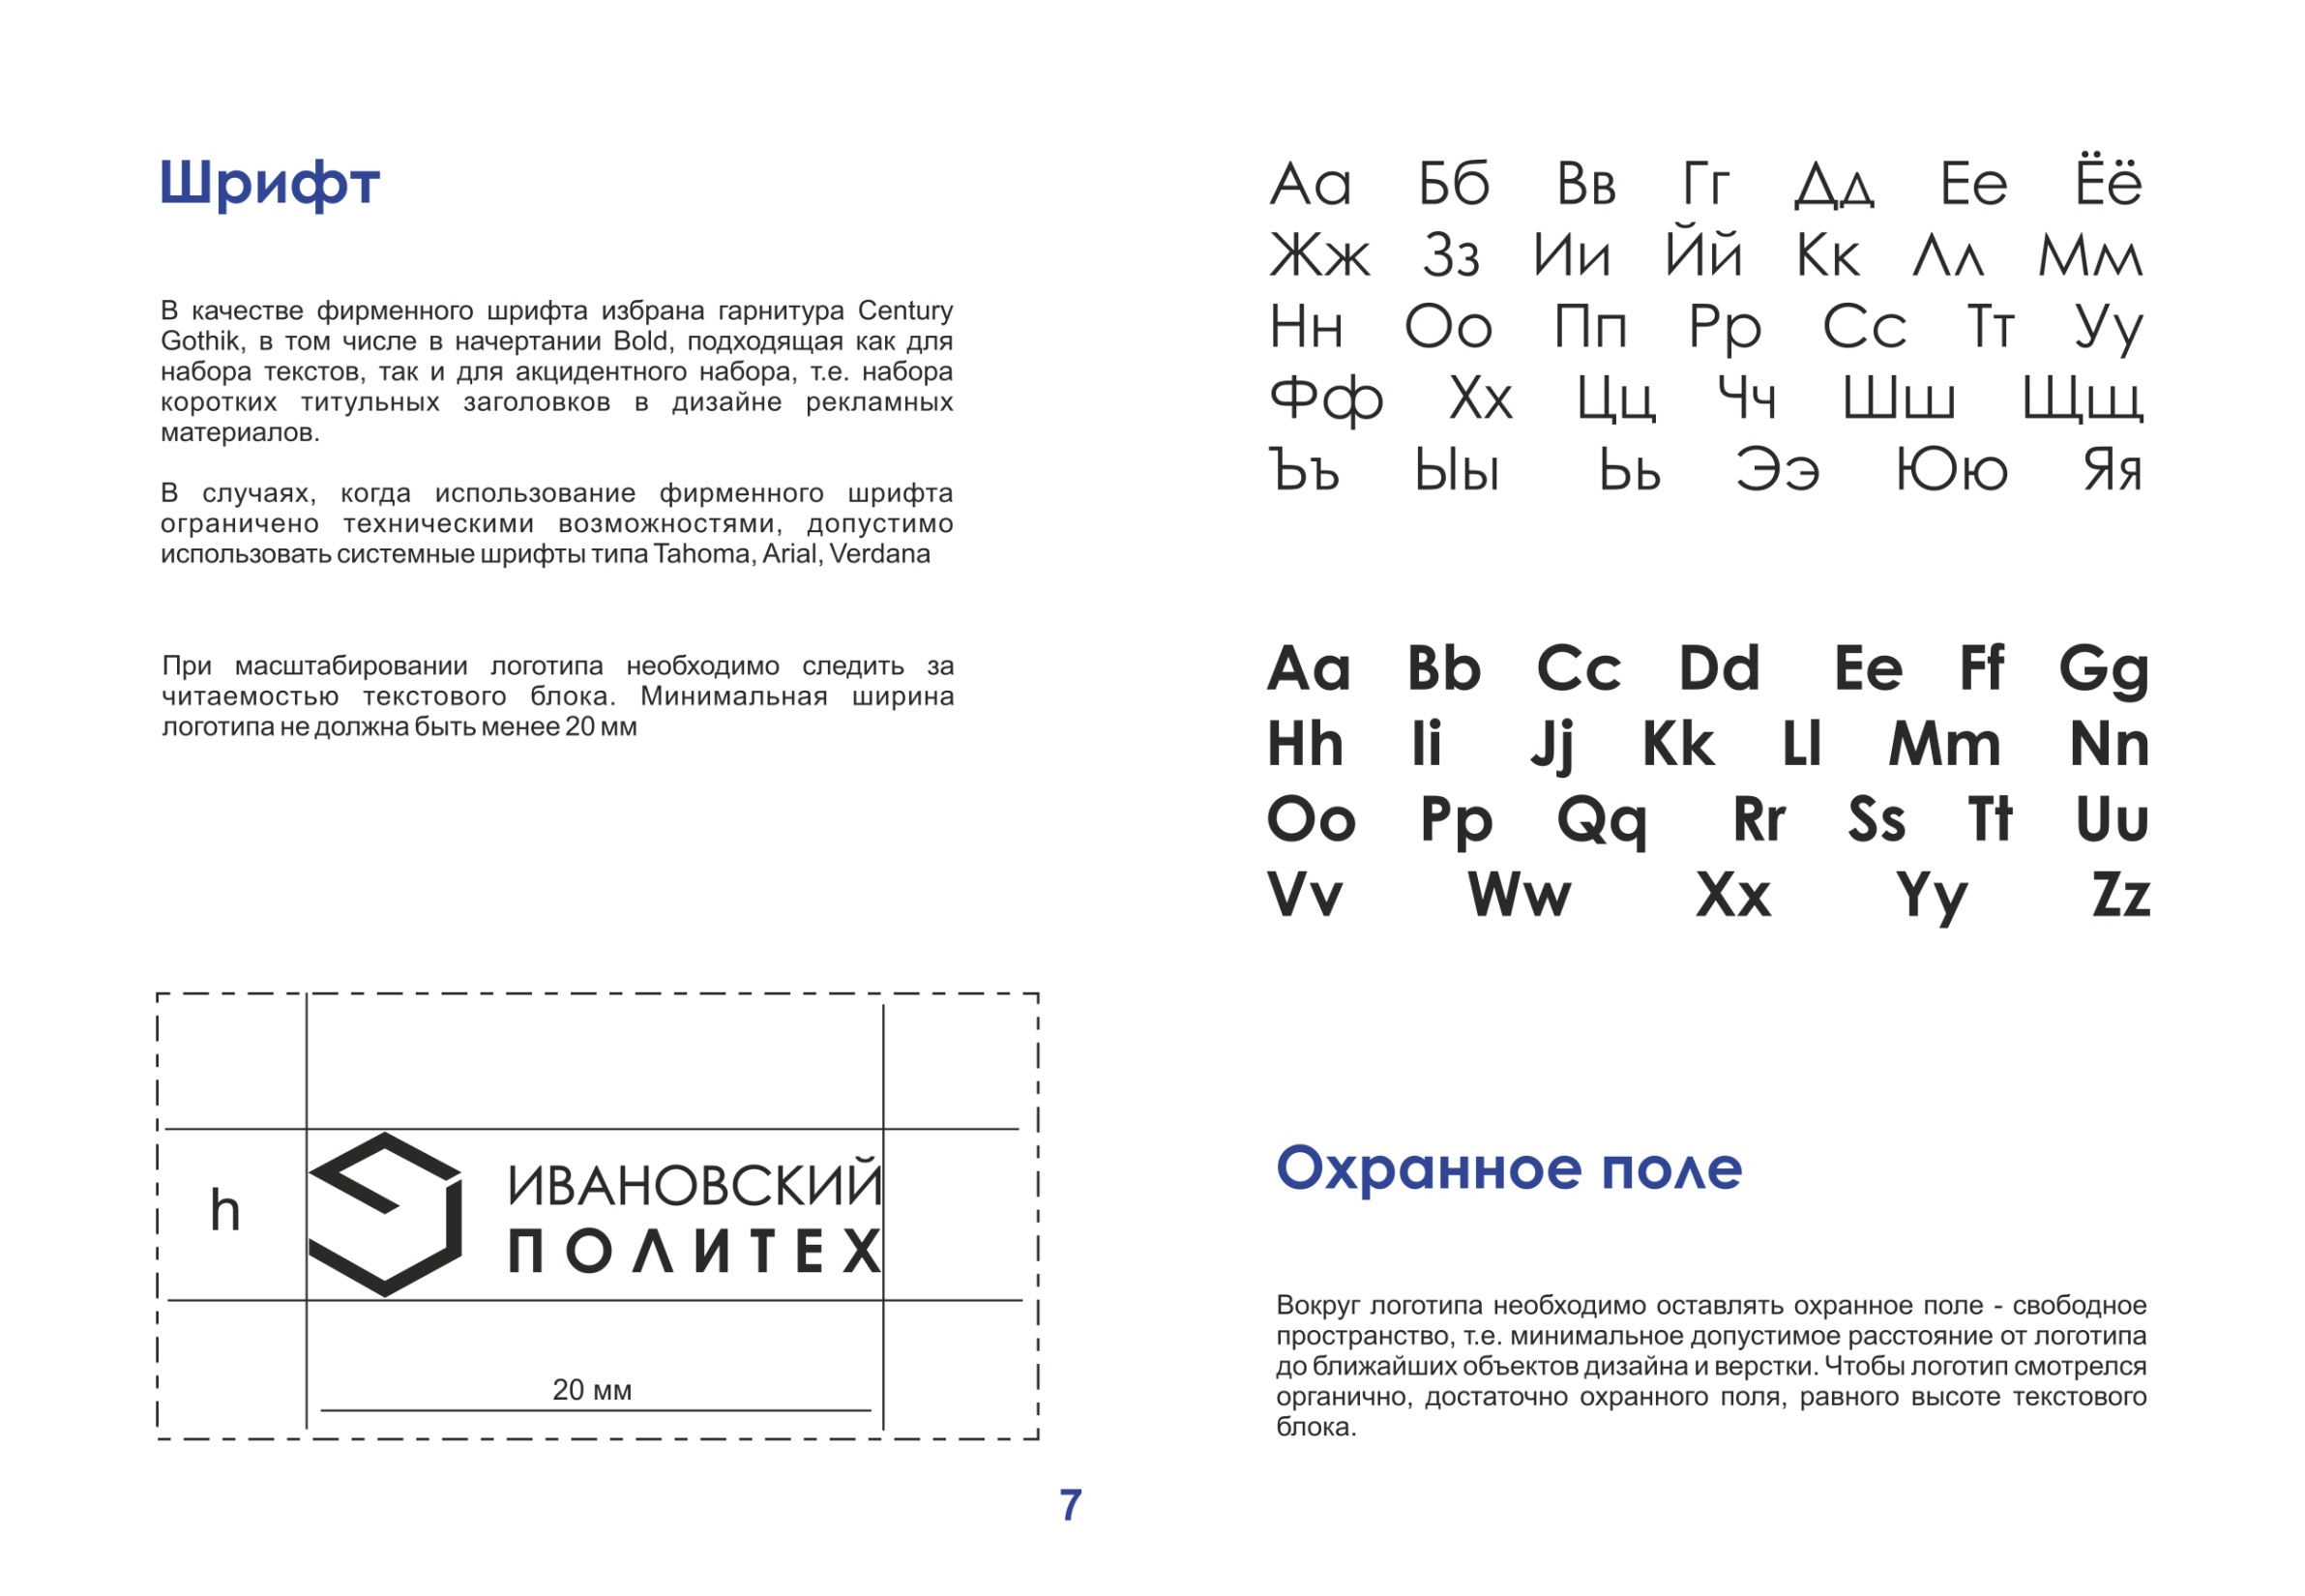 Шрифт
В качестве фирменного шрифта избрана гарнитура Century
Gothik, в том числе в начертании Bold, подходящая как для
набора текстов, так и для акцидентного набора, т.е. набора
коротких титульных заголовков в дизайне рекламных
материалов.
В случаях, когда использование фирменного шрифта
ограничено техническими возможностями, допустимо
использовать системные шрифты типа Tahoma, Arial, Verdana
При масштабировании логотипа необходимо следить за
читаемостью текстового блока. Минимальная ширина
логотипа не должна быть менее 20 мм
h
ИВАНОВСКИЙ
ПОЛИТЕХ
20 мм
Аа Бб Вв Гг Дд Ее Ёё
Жж Зз Ии Йй Кк Лл Мм
Нн Оо Пп Рр Сс Тт Уу
Фф Хх Цц Чч Шш Щщ
Ъъ Ыы Ьь Ээ Юю Яя
Aa Bb Cc Dd Ee Ff Gg
Hh Ii Jj Kk Ll Mm Nn
Oo Pp Qq Rr Ss Tt Uu
Vv Ww Xx Yy Zz
Охранное поле
Вокруг логотипа необходимо оставлять охранное поле - свободное
пространство, т.е. минимальное допустимое расстояние от логотипа
до ближайших объектов дизайна и верстки. Чтобы логотип смотрелся
органично, достаточно охранного поля, равного высоте текстового
блока.
7